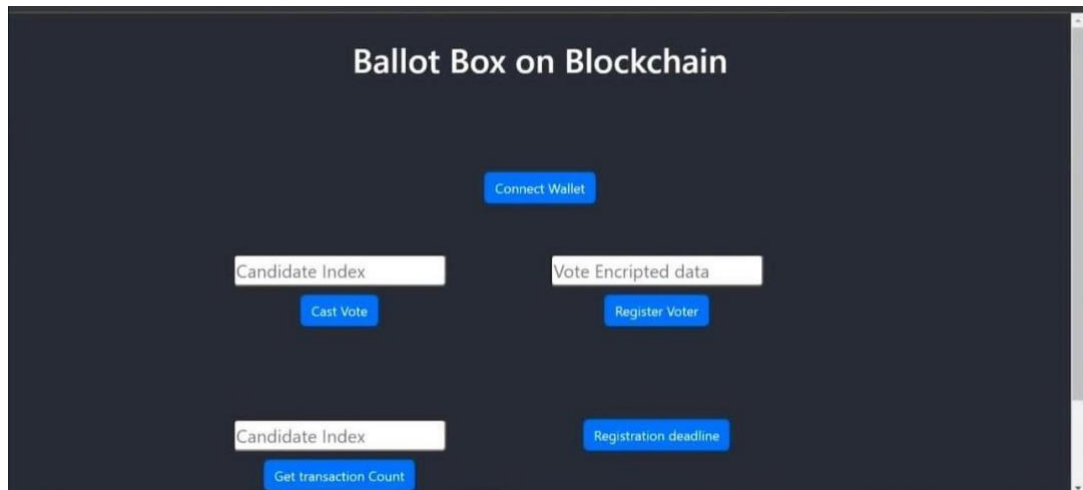 Ballot Box on Blockchain
Connect Wallet
Candidate Index
Vote Encripted data
Cast Vote
Register Voter
Candidate Index
Registration deadline
Get transaction Count